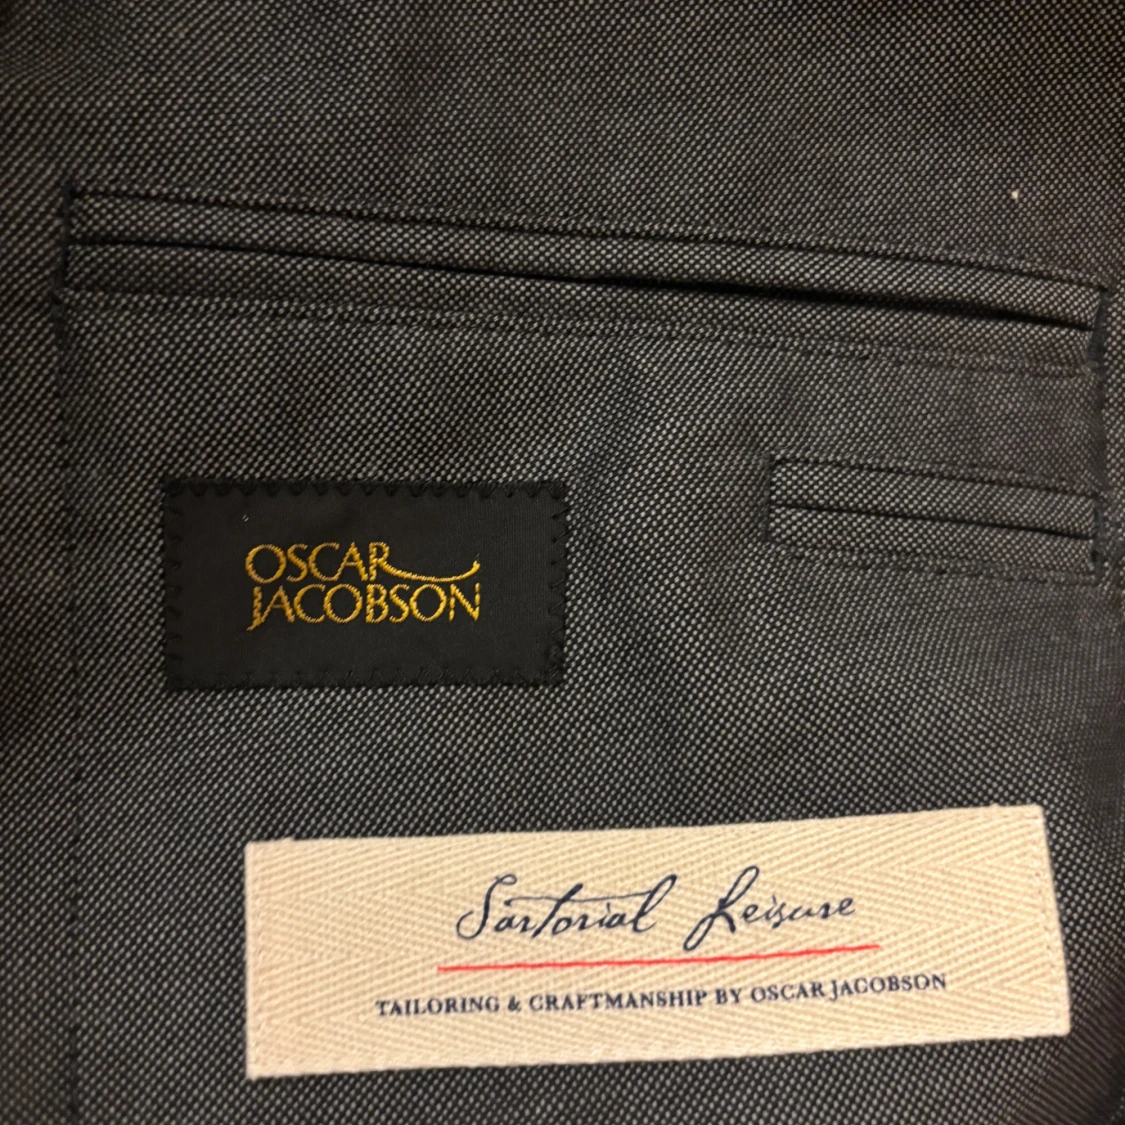 OSCAR
JACOBSON
Sartorial Leisure
TAILORING & CRAFTMANSHIP BY OSCAR JACOBSON